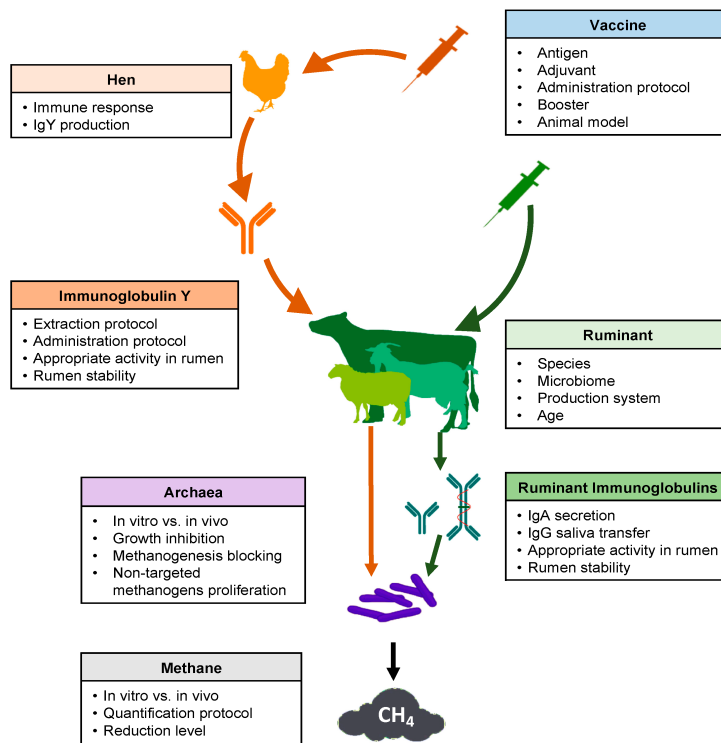 Vaccine
• Antigen
• Adjuvant
• Administration protocol
• Booster
• Animal model
Hen
• Immune response
• IgY production
Immunoglobulin Y
• Extraction protocol
• Administration protocol
• Appropriate activity in rumen
• Rumen stability
Ruminant
• Species
• Microbiome
• Production system
• Age
Archaea
• In vitro vs. in vivo
• Growth inhibition
• Methanogenesis blocking
• Non-targeted
methanogens proliferation
Ruminant Immunoglobulins
• IgA secretion
• IgG saliva transfer
• Appropriate activity in rumen
• Rumen stability
Methane
• In vitro vs. in vivo
• Quantification protocol
• Reduction level
CH₄